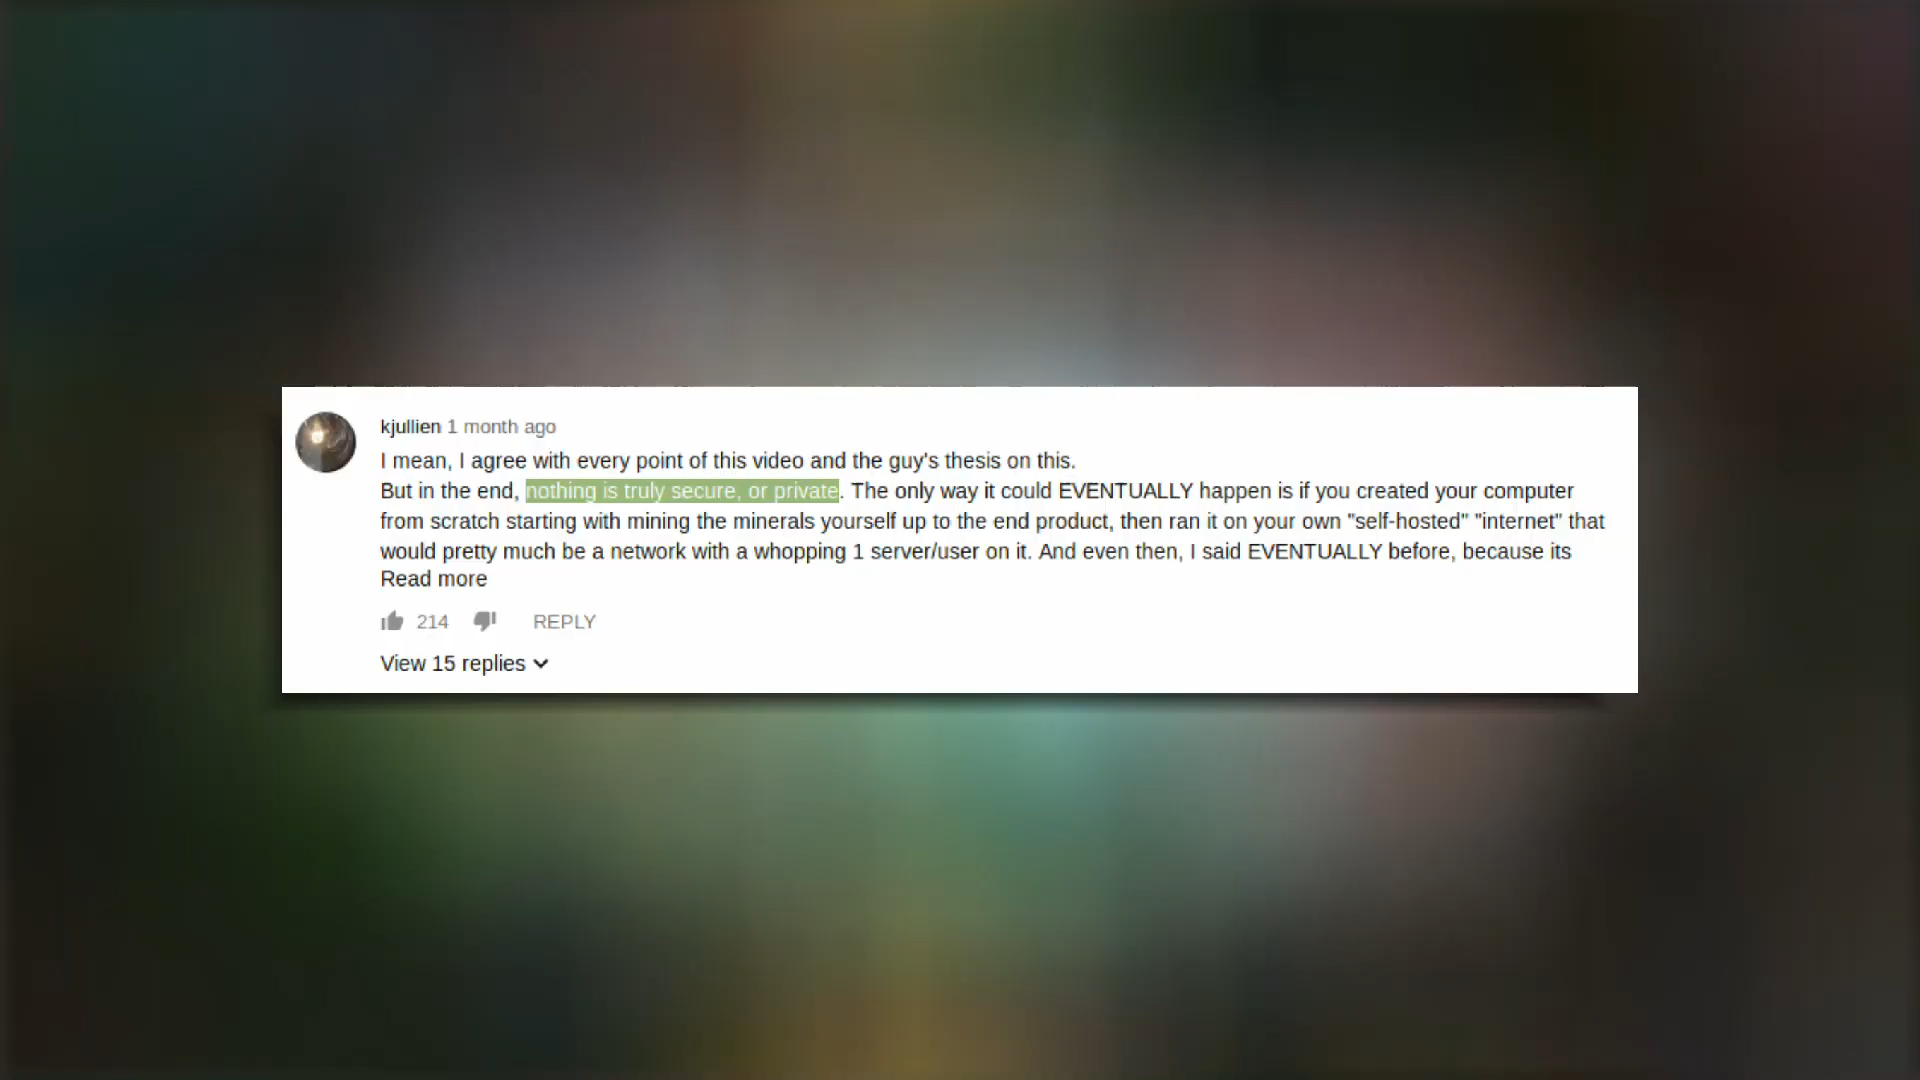 kjullien 1 month ago
I mean, I agree with every point of this video and the guy's thesis on this.
But in the end, nothing is truly secure, or private. The only way it could EVENTUALLY happen is if you created your computer
from scratch starting with mining the minerals yourself up to the end product, then ran it on your own "self-hosted" "internet" that
would pretty much be a network with a whopping 1 server/user on it. And even then, I said EVENTUALLY before, because its
Read more
214 REPLY
View 15 replies